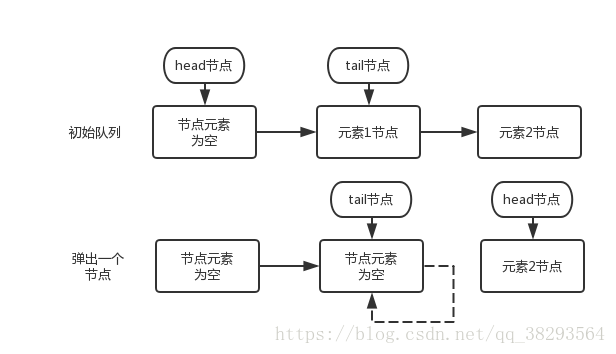 head节点
tail节点
初始队列
节点元素
为空
元素1节点
元素2节点
tail节点
head节点
弹出一个
节点
节点元素
为空
节点元素
为空
元素2节点
https://blog.csdn.net/qq_38293564